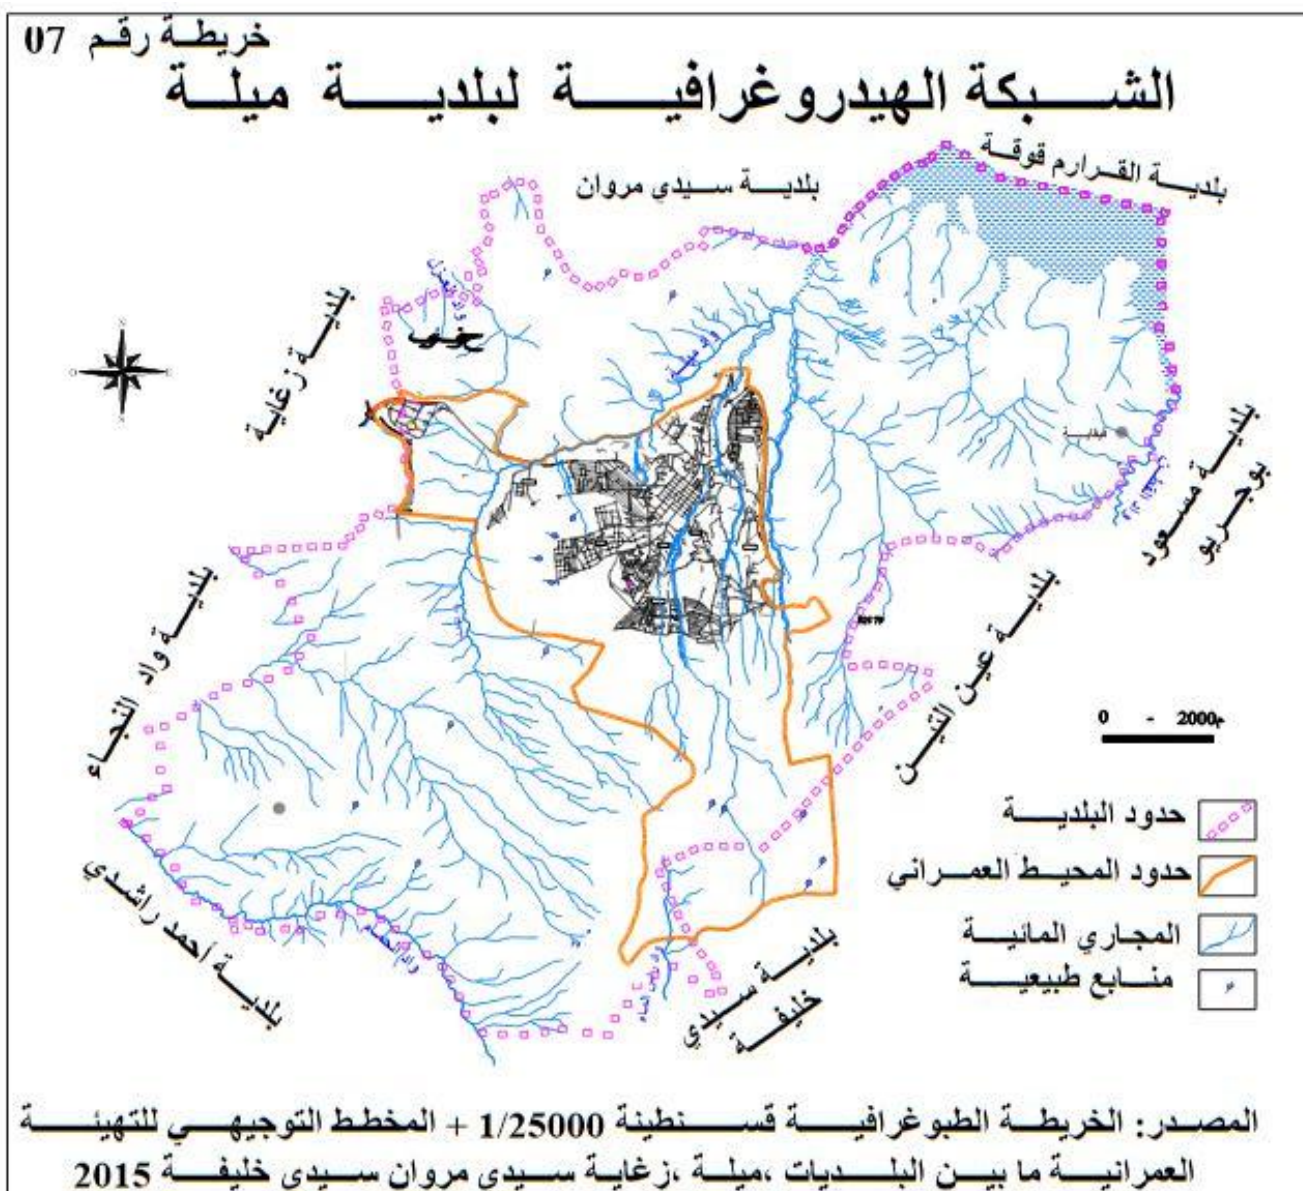 خريطة رقم 07
الشبكة الهيدروغرافية لبلدية ميلة
بلدية القرارم قوقة
بلدية سيدي مروان
بلدية زغاية
واد ميلة
بلدية مسعود
بوجريو
بلدية عين التين
بلدية واد النجاء
بلدية أحمد راشدي
بلدية سيدي
خليفة
0 - 2000م
حدود البلدية
حدود المحيط العمراني
المجاري المائية
منابع طبيعية
المصدر: الخريطة الطبوغرافية قسنطينة 1/25000 + المخطط التوجيهي للتهيئة
العمرانية ما بين البلديات ،ميلة ،زغاية سيدي مروان سيدي خليفة 2015